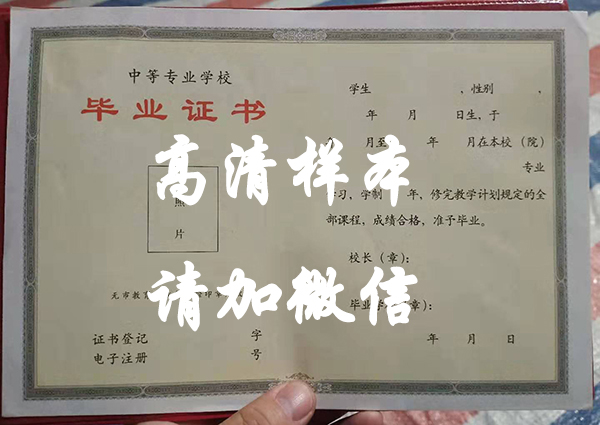 中等专业学校
毕业证书
照
片
证书登记 字
电子注册 号
学生 ，性别 ，
年 月 日生，于
月至 年 月在本校（院）
专业
学习，学制 年，修完教学计划规定的全
部课程，成绩合格，准予毕业。
校长（章）：
年 月 日
高清样本
请加微信